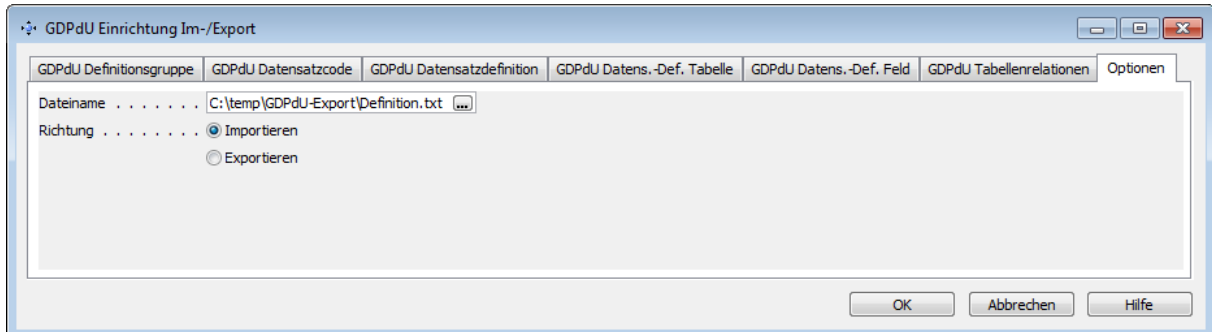 GDPdU Einrichtung Im-/Export
GDPdU Definitionsgruppe GDPdU Datensatzcode GDPdU Datensatzdefinition GDPdU Datens.-Def. Tabelle GDPdU Datens.-Def. Feld GDPdU Tabellenrelationen Optionen
Dateiname . . . . . . . C:\temp\GDPdU-Export\Definition.txt ...
Richtung . . . . . . . . Importieren
Exportieren
OK Abbrechen Hilfe